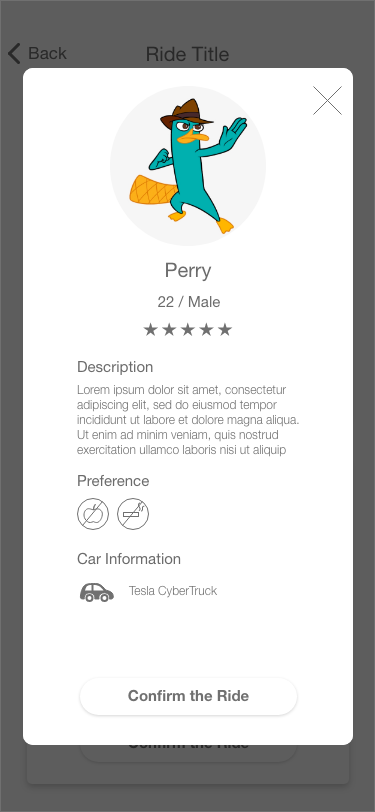 Back
Ride Title
Perry
22 / Male
Description
Lorem ipsum dolor sit amet, consectetur
adipiscing elit, sed do eiusmod tempor
incididunt ut labore et dolore magna aliqua.
Ut enim ad minim veniam, quis nostrud
exercitation ullamco laboris nisi ut aliquip
Preference
Car Information
Tesla CyberTruck
Confirm the Ride
Confirm the Ride